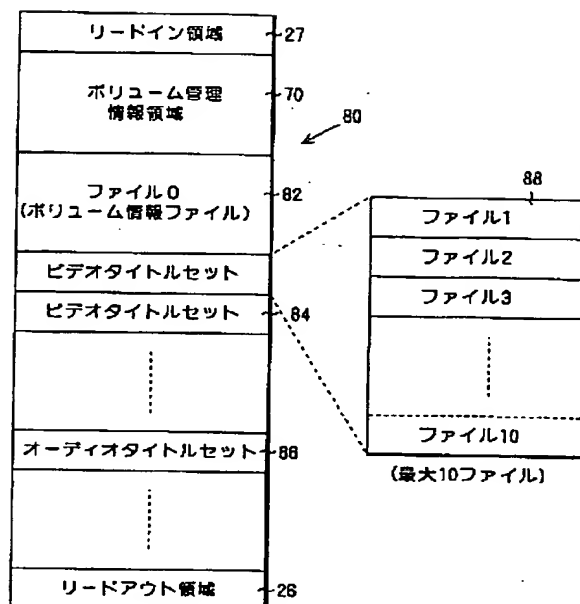 リードイン領域
27
ボリューム管理
情報領域
70
80
ファイル0
(ボリューム情報ファイル)
82
ビデオタイトルセット
ビデオタイトルセット
84
オーディオタイトルセット
86
リードアウト領域
26
88
ファイル1
ファイル2
ファイル3
ファイル10
(最大10ファイル)